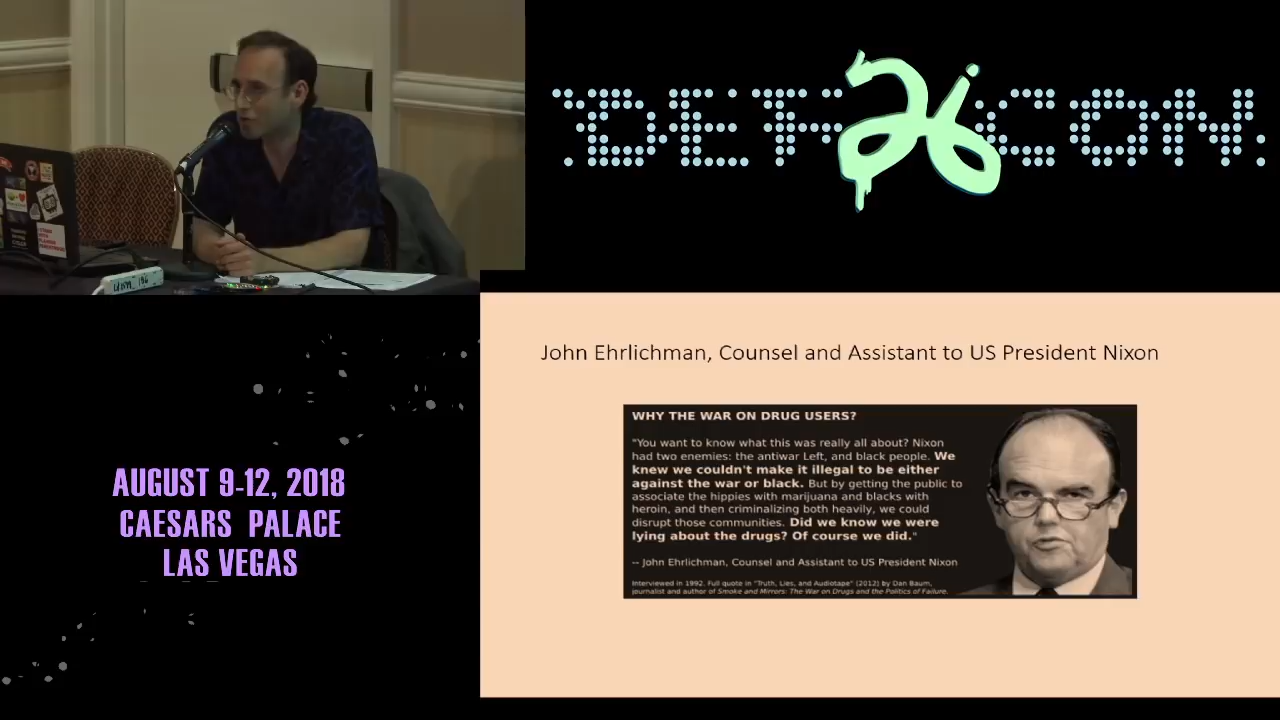 DEF 26 CON
John Ehrlichman, Counsel and Assistant to US President Nixon
WHY THE WAR ON DRUG USERS?
"You want to know what this was really all about? Nixon
had two enemies: the antiwar Left, and black people. We
knew we couldn't make it illegal to be either
against the war or black. But by getting the public to
associate the hippies with marijuana and blacks with
heroin, and then criminalizing both heavily, we could
disrupt those communities. Did we know we were
lying about the drugs? Of course we did."
-- John Ehrlichman, Counsel and Assistant to US President Nixon
Interviewed in 1992. Full quote in "Truth, Lies, and Audiotape" (2012) by Dan Baum,
journalist and author of Smoke and Mirrors: The War on Drugs and the Politics of Failure.
AUGUST 9-12, 2018
CAESARS PALACE
LAS VEGAS